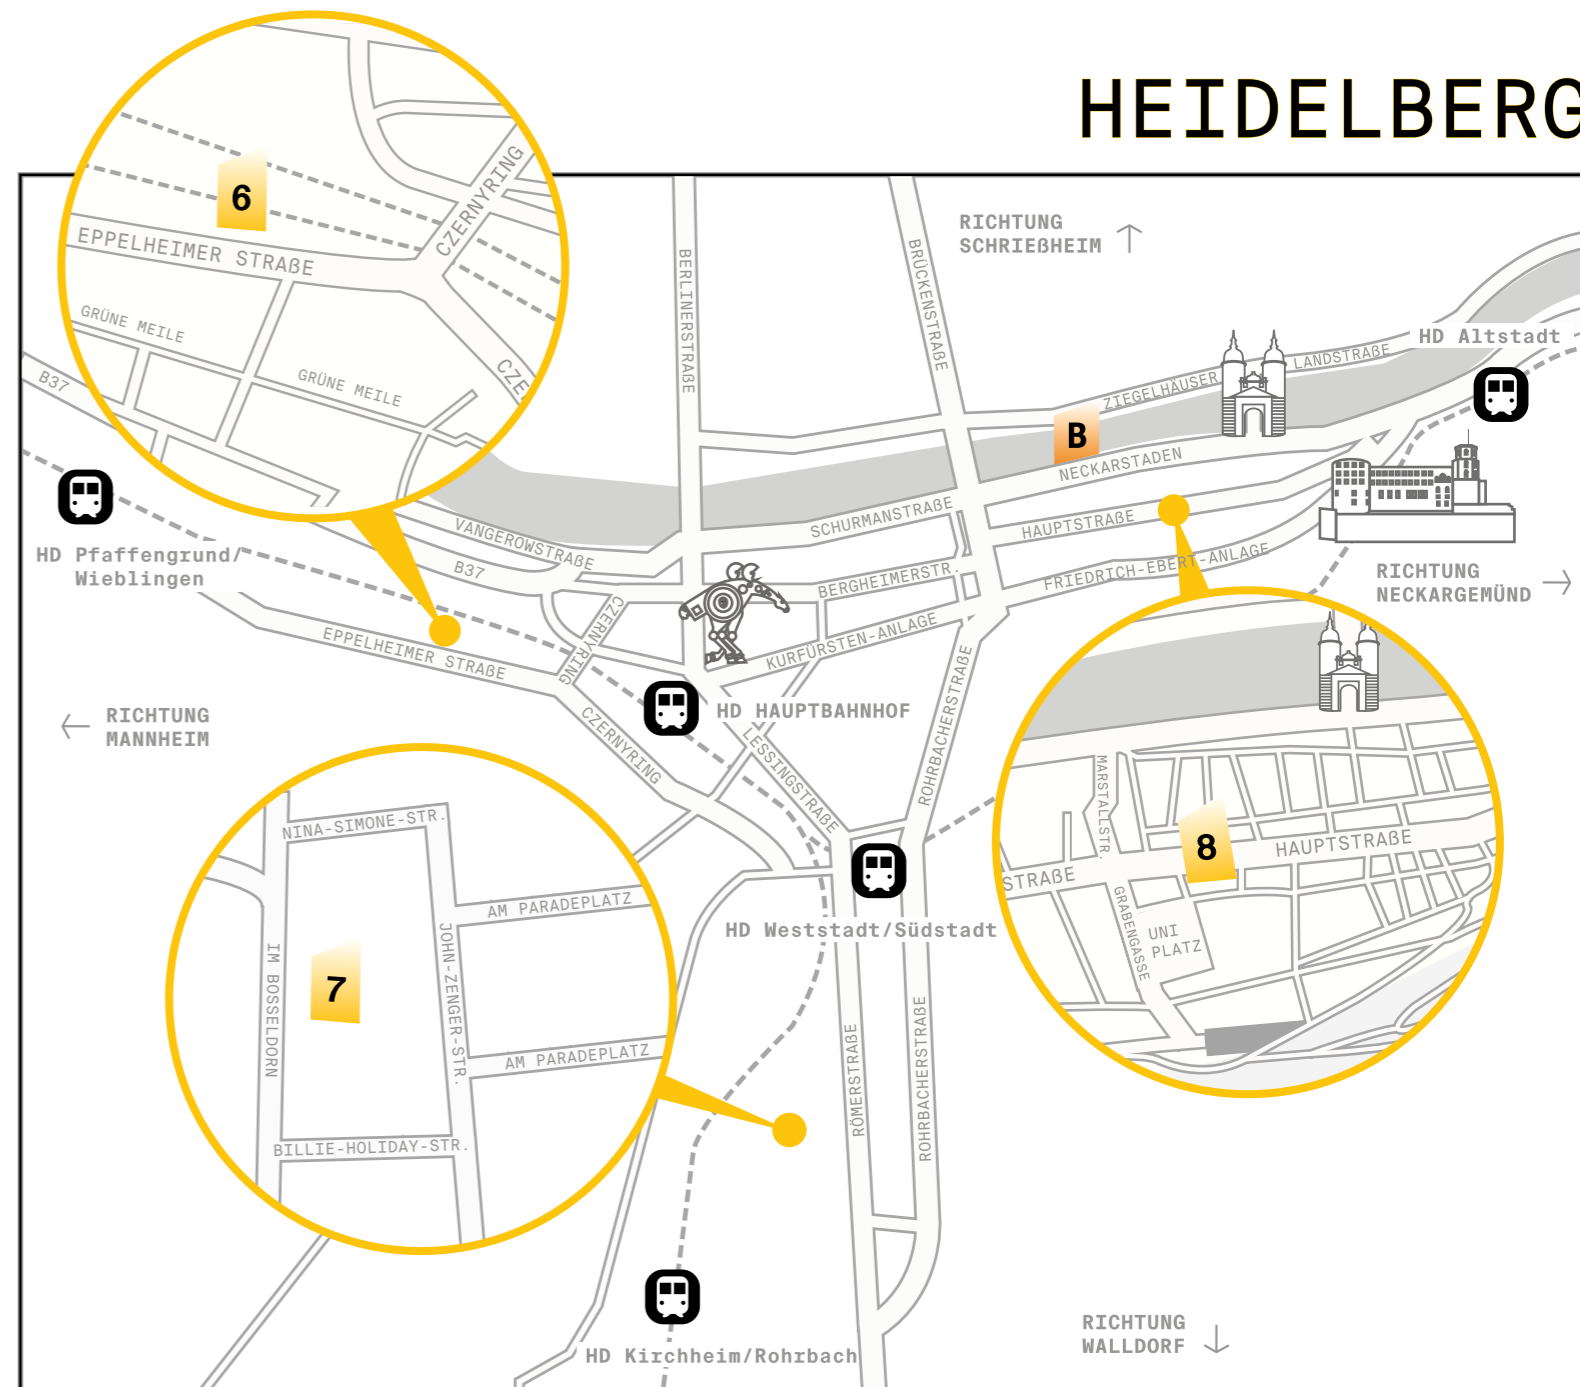 HEIDELBERG
6
CZERNYRING
EPPELHEIMER STRAßE
GRÜNE MEILE
GRÜNE MEILE
CZE
B37
BERLINERSTRAßE
BRÜCKENSTRAßE
RICHTUNG
SCHRIEßHEIM
HD Altstadt
ZIEGELHÄUSER
LANDSTRAßE
B
NECKARSTADEN
SCHURMANSTRAßE
HAUPTSTRAßE
VANGEROWSTRAßE
B37
BERGHEIMERSTR.
FRIEDRICH-EBERT-ANLAGE
HD Pfaffengrund/
Wieblingen
RICHTUNG
NECKARGEMÜND
CZERNYRING
EPPELHEIMER STRAßE
KURFÜRSTEN-ANLAGE
ROHRBACHERSTRAßE
RICHTUNG
MANNHEIM
HD HAUPTBAHNHOF
CZERNYRING
LESSINGSTRAßE
MARSTALLSTR.
8
HAUPTSTRAßE
STRAßE
GRABENGASSE
UNI
PLATZ
NINA-SIMONE-STR.
AM PARADEPLATZ
JOHN-ZENGER-STR.
IM BOSSELDORN
7
AM PARADEPLATZ
BILLIE-HOLIDAY-STR.
HD Weststadt/Südstadt
RÖMERSTRAßE
ROHRBACHERSTRAßE
HD Kirchheim/Rohrbach
RICHTUNG
WALLDORF